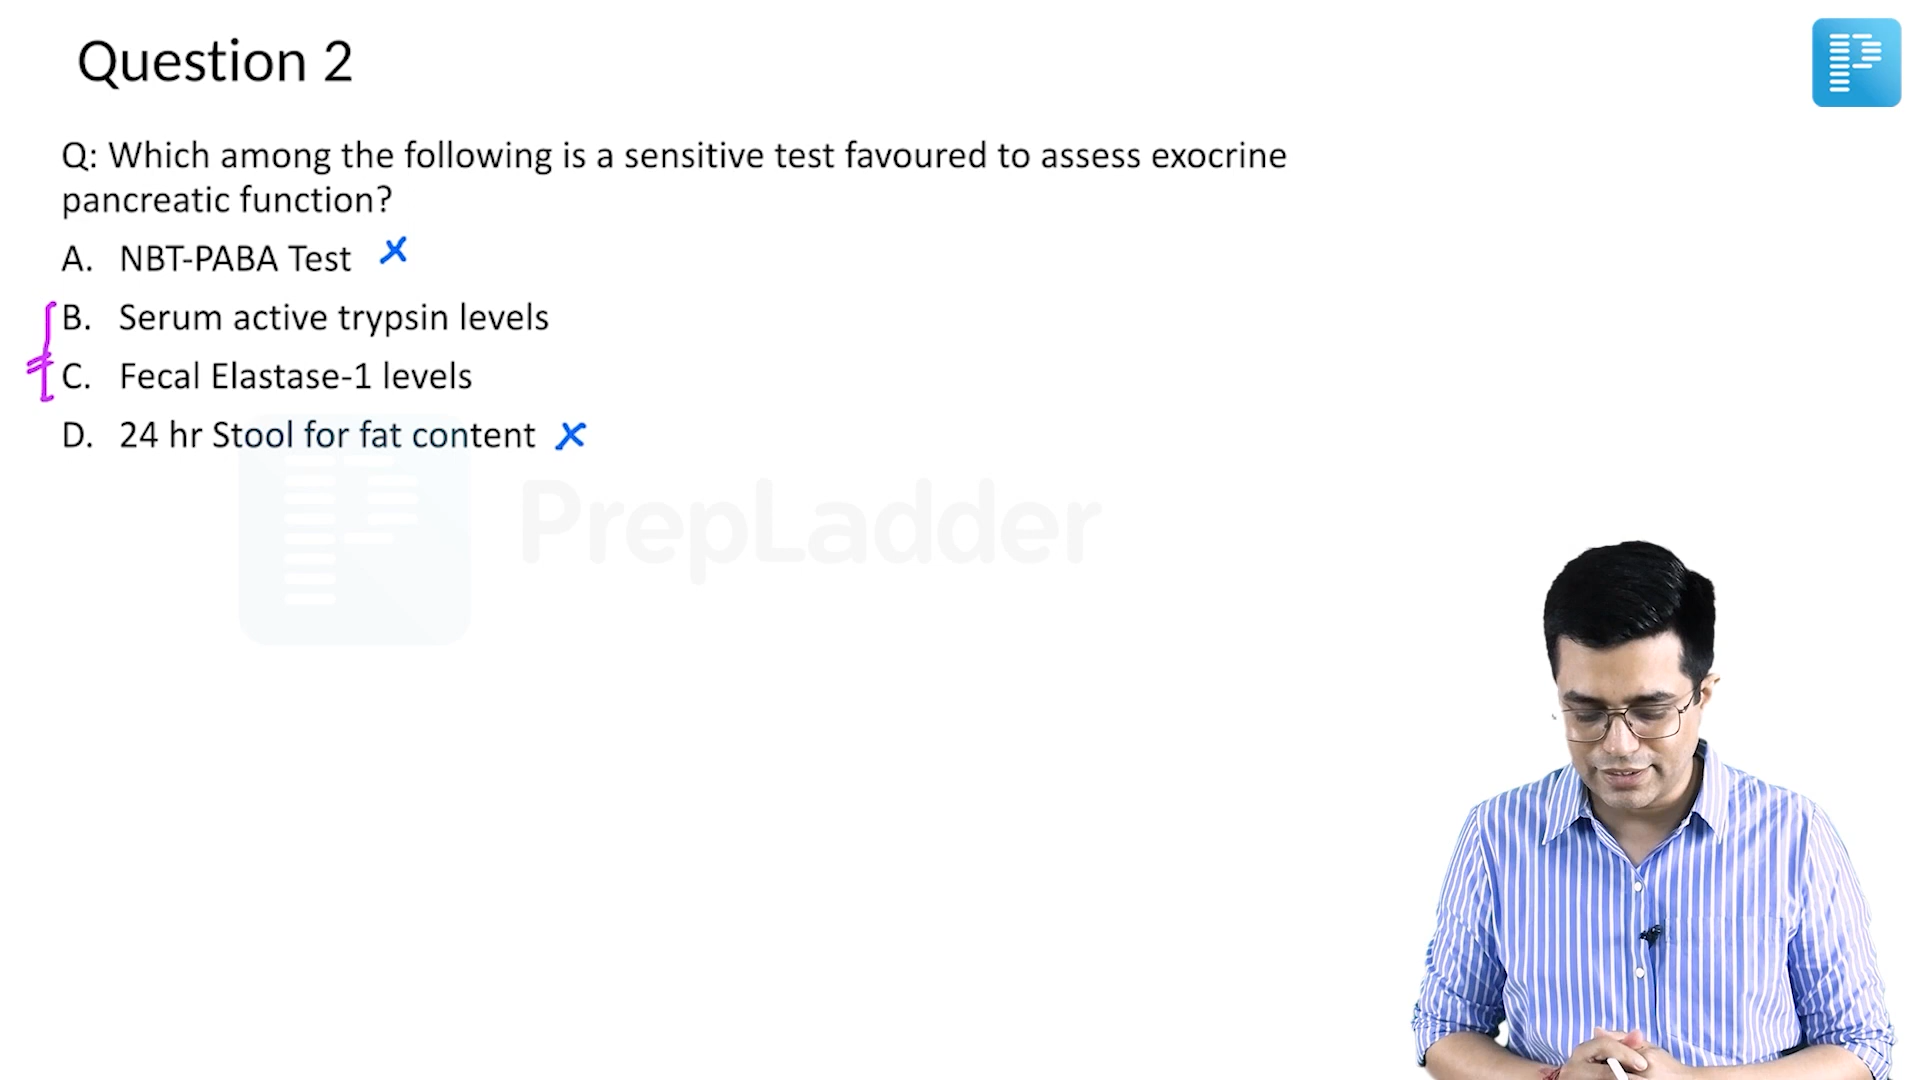 Question 2
Q: Which among the following is a sensitive test favoured to assess exocrine
pancreatic function?
A. NBT-PABA Test X
B. Serum active trypsin levels
C. Fecal Elastase-1 levels
D. 24 hr Stool for fat content X
PrepLadder